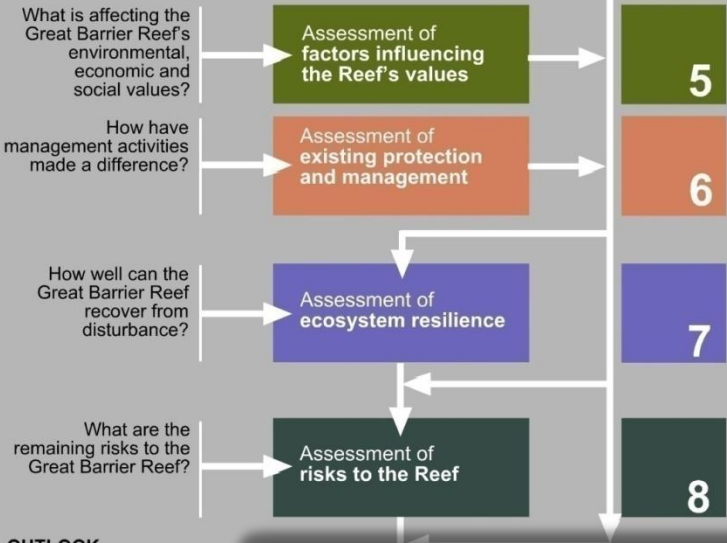 What is affecting the
Great Barrier Reef's
environmental,
economic and
social values?
Assessment of
factors influencing
the Reef's values
5
How have
management activities
made a difference?
Assessment of
existing protection
and management
6
How well can the
Great Barrier Reef
recover from
disturbance?
Assessment of
ecosystem resilience
7
What are the
remaining risks to the
Great Barrier Reef?
Assessment of
risks to the Reef
8
OUTLOOK